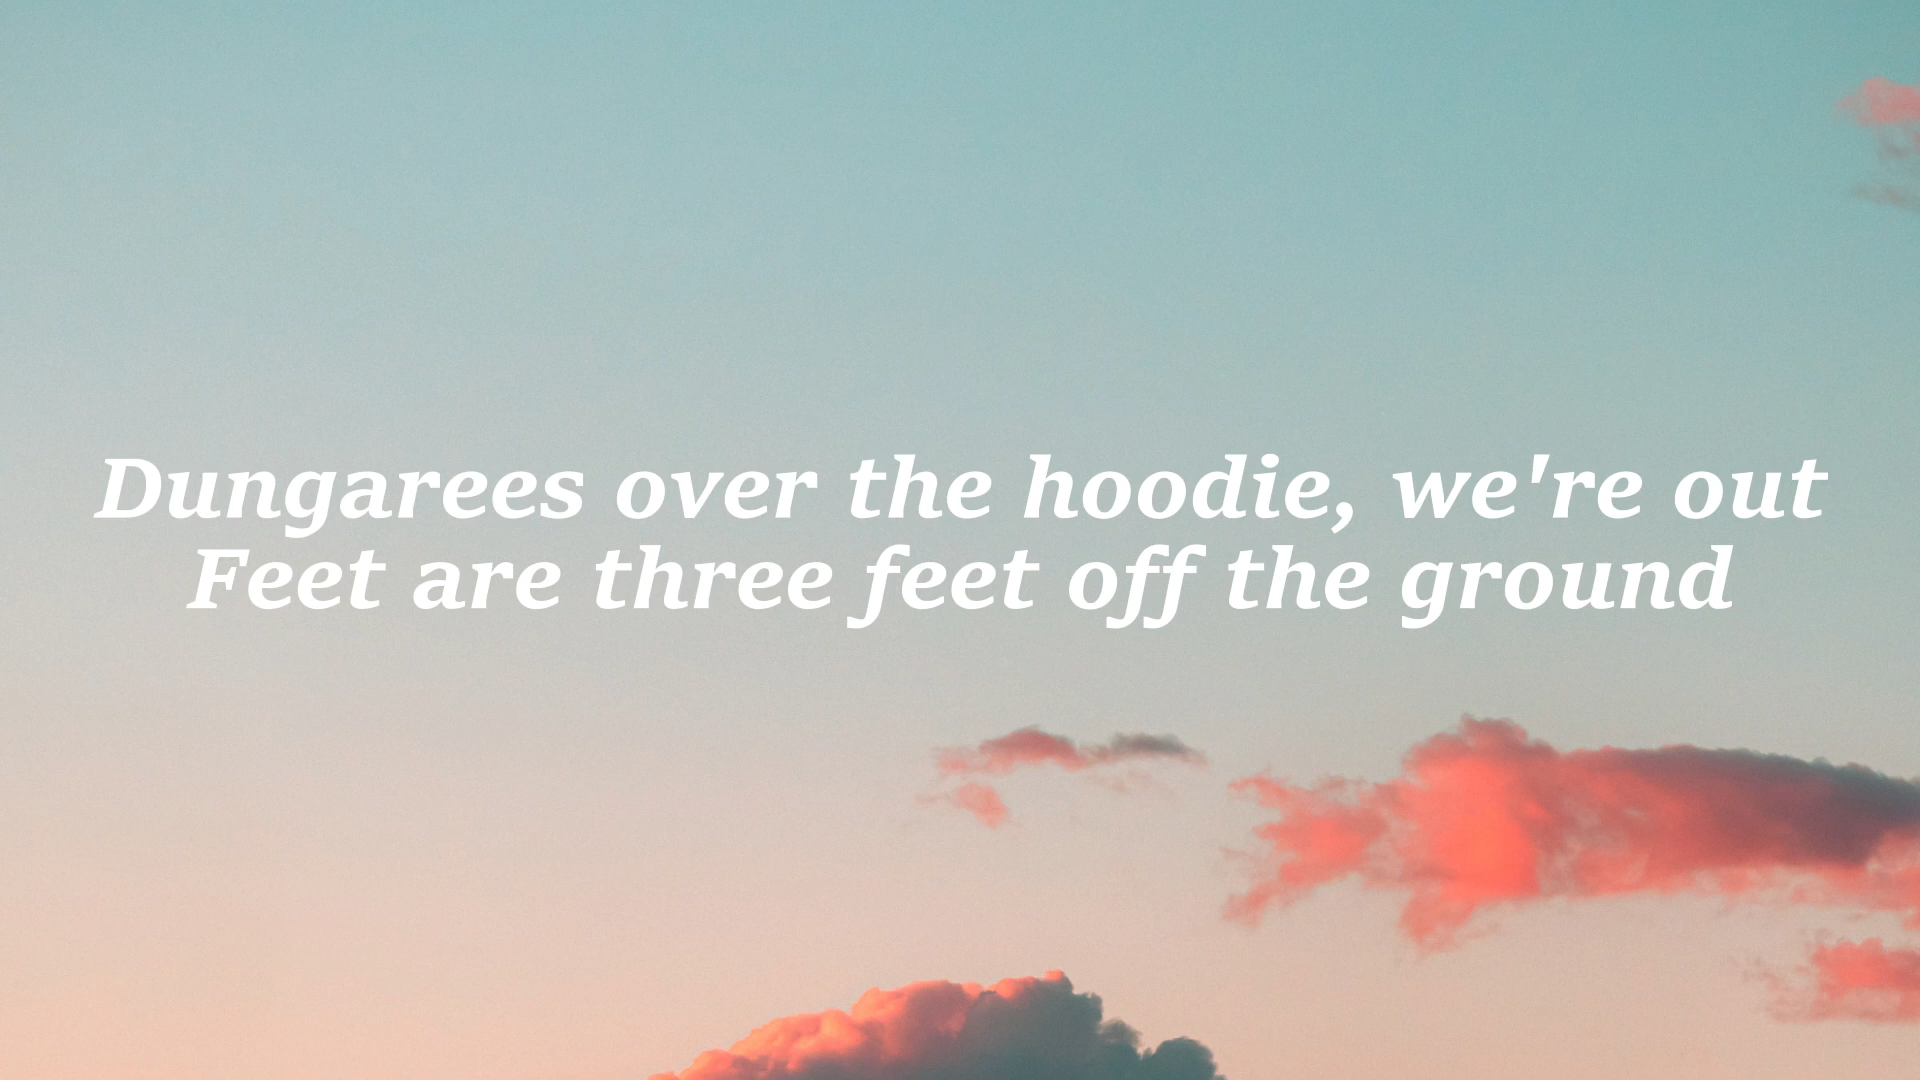 Dungarees over the hoodie, we're out
Feet are three feet off the ground